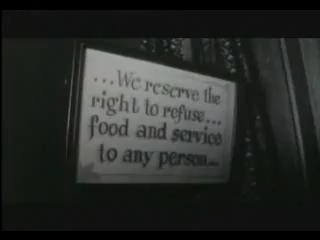 ...We reserve the
right to refuse...
food and service
to any person...